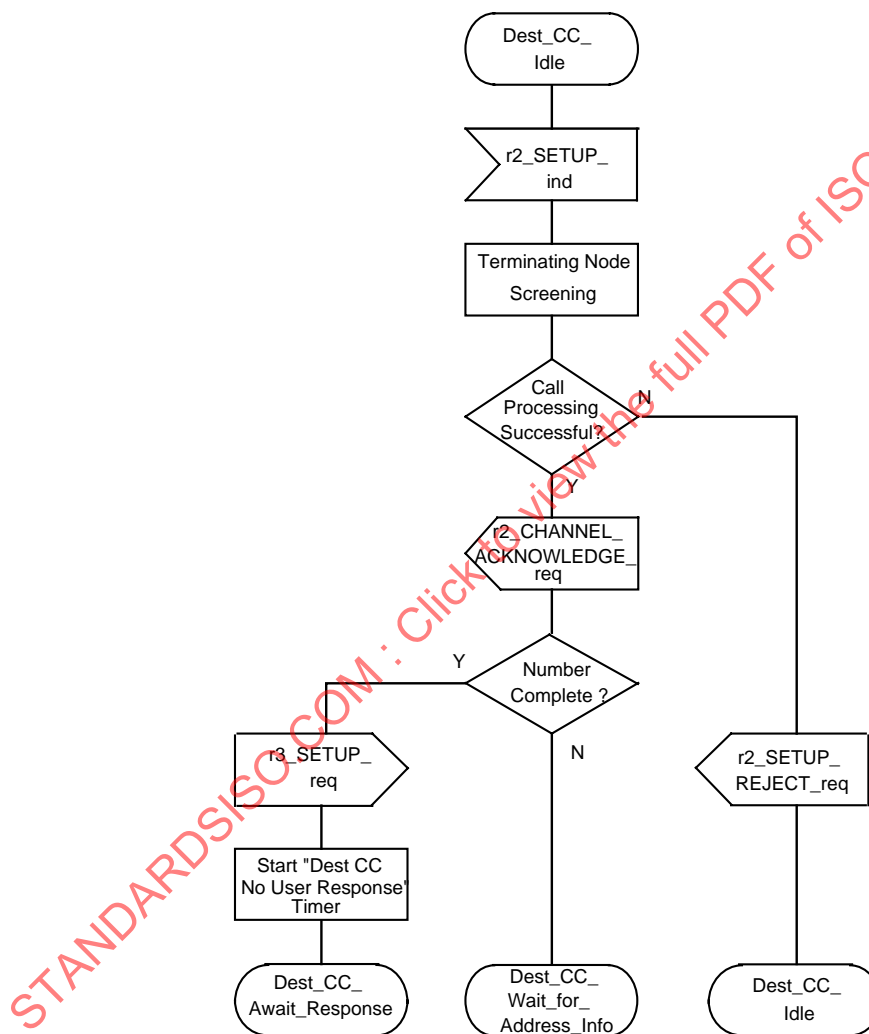 Dest_CC_
Idle
r2_SETUP_
ind
Terminating Node
Screening
Call
Processing
Successful?
N
Y
r2_CHANNEL_
ACKNOWLEDGE_
req
Number
Complete ?
Y
N
r3_SETUP_
req
r2_SETUP_
REJECT_req
Start "Dest CC
No User Response"
Timer
Dest_CC_
Await_Response
Dest_CC_
Wait_for_
Address_Info
Dest_CC_
Idle
STANDARDSISO.COM : Click to view the full PDF of ISO